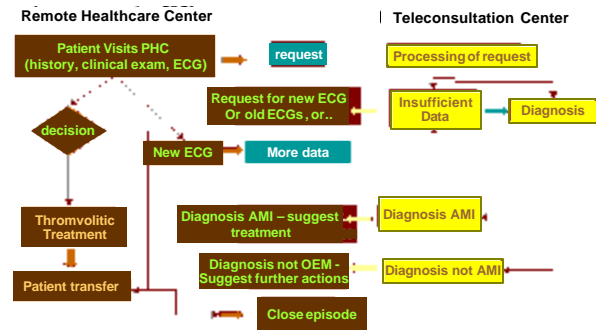 Remote Healthcare Center
Teleconsultation Center
Patient Visits PHC
(history, clinical exam, ECG)
request
Processing of request
Request for new ECG
Or old ECGs, or..
Insufficient
Data
Diagnosis
decision
New ECG
More data
Thromvolitic
Treatment
Diagnosis AMI – suggest
treatment
Diagnosis AMI
Diagnosis not OEM -
Suggest further actions
Diagnosis not AMI
Patient transfer
Close episode